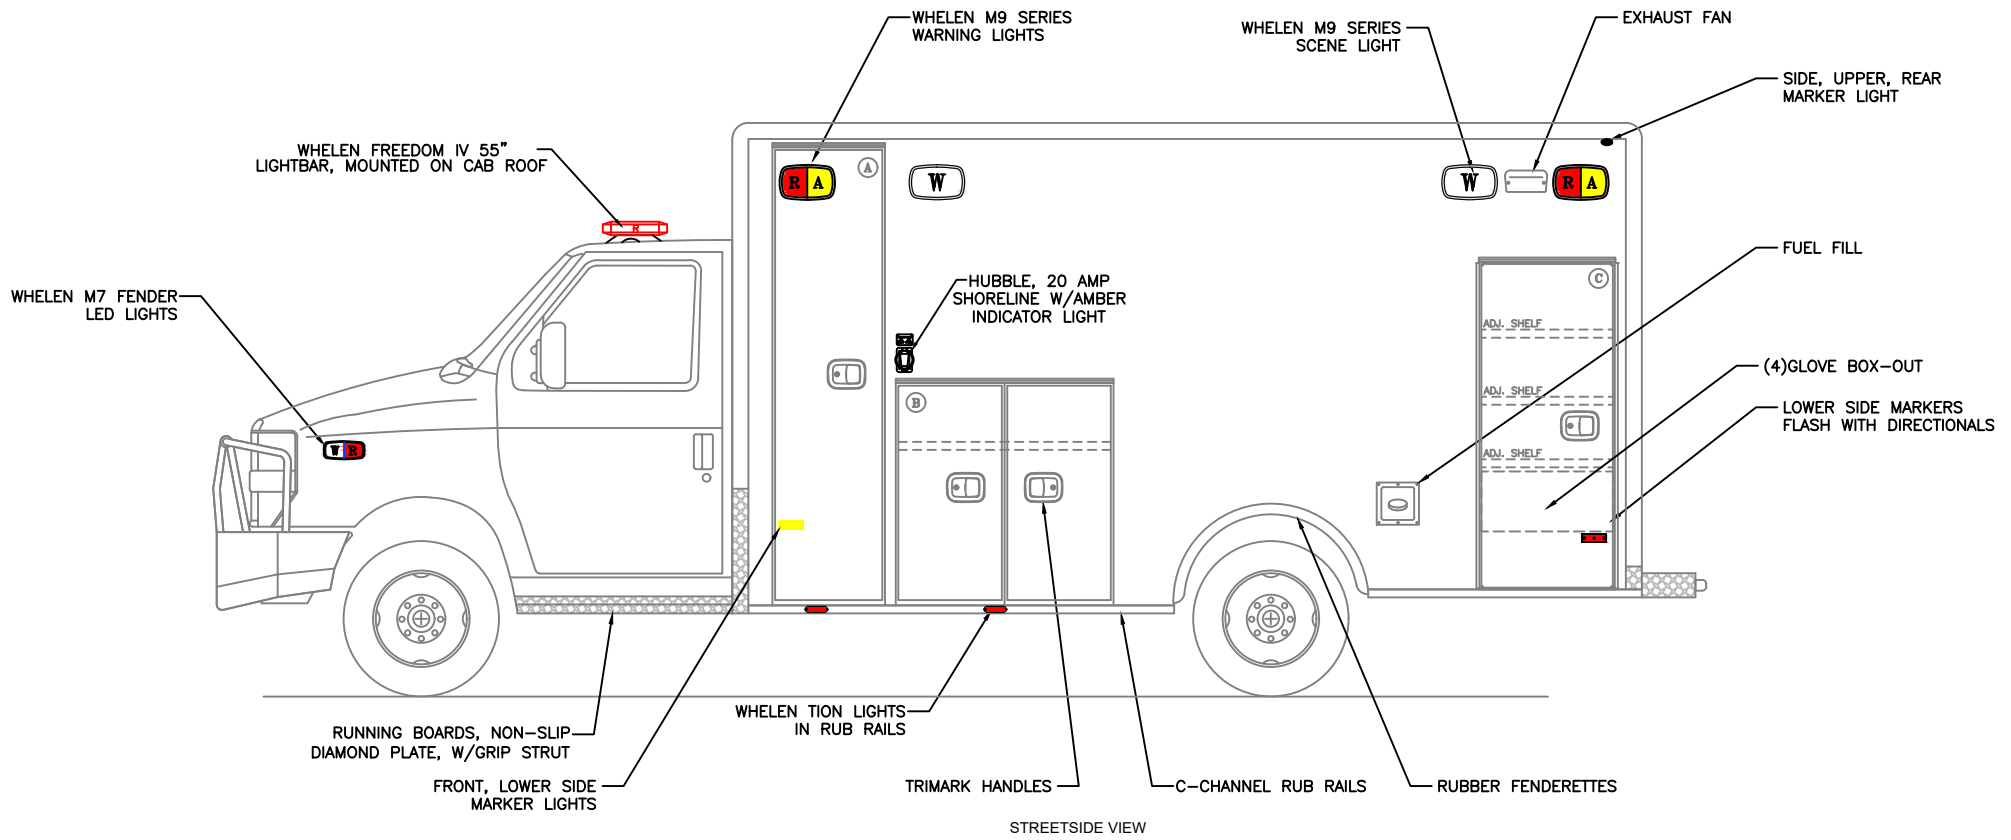 WHELEN M9 SERIES
WARNING LIGHTS
WHELEN M9 SERIES
SCENE LIGHT
EXHAUST FAN
SIDE, UPPER, REAR
MARKER LIGHT
WHELEN FREEDOM IV 55"
LIGHTBAR, MOUNTED ON CAB ROOF
R
R A
A
W
W
R A
WHELEN M7 FENDER
LED LIGHTS
W R
HUBBLE, 20 AMP
SHORELINE W/AMBER
INDICATOR LIGHT
B
FUEL FILL
C
ADJ. SHELF
ADJ. SHELF
ADJ. SHELF
(4)GLOVE BOX-OUT
LOWER SIDE MARKERS
FLASH WITH DIRECTIONALS
RUNNING BOARDS, NON-SLIP
DIAMOND PLATE, W/GRIP STRUT
FRONT, LOWER SIDE
MARKER LIGHTS
WHELEN TION LIGHTS
IN RUB RAILS
TRIMARK HANDLES
C-CHANNEL RUB RAILS
RUBBER FENDERETTES
STREETSIDE VIEW